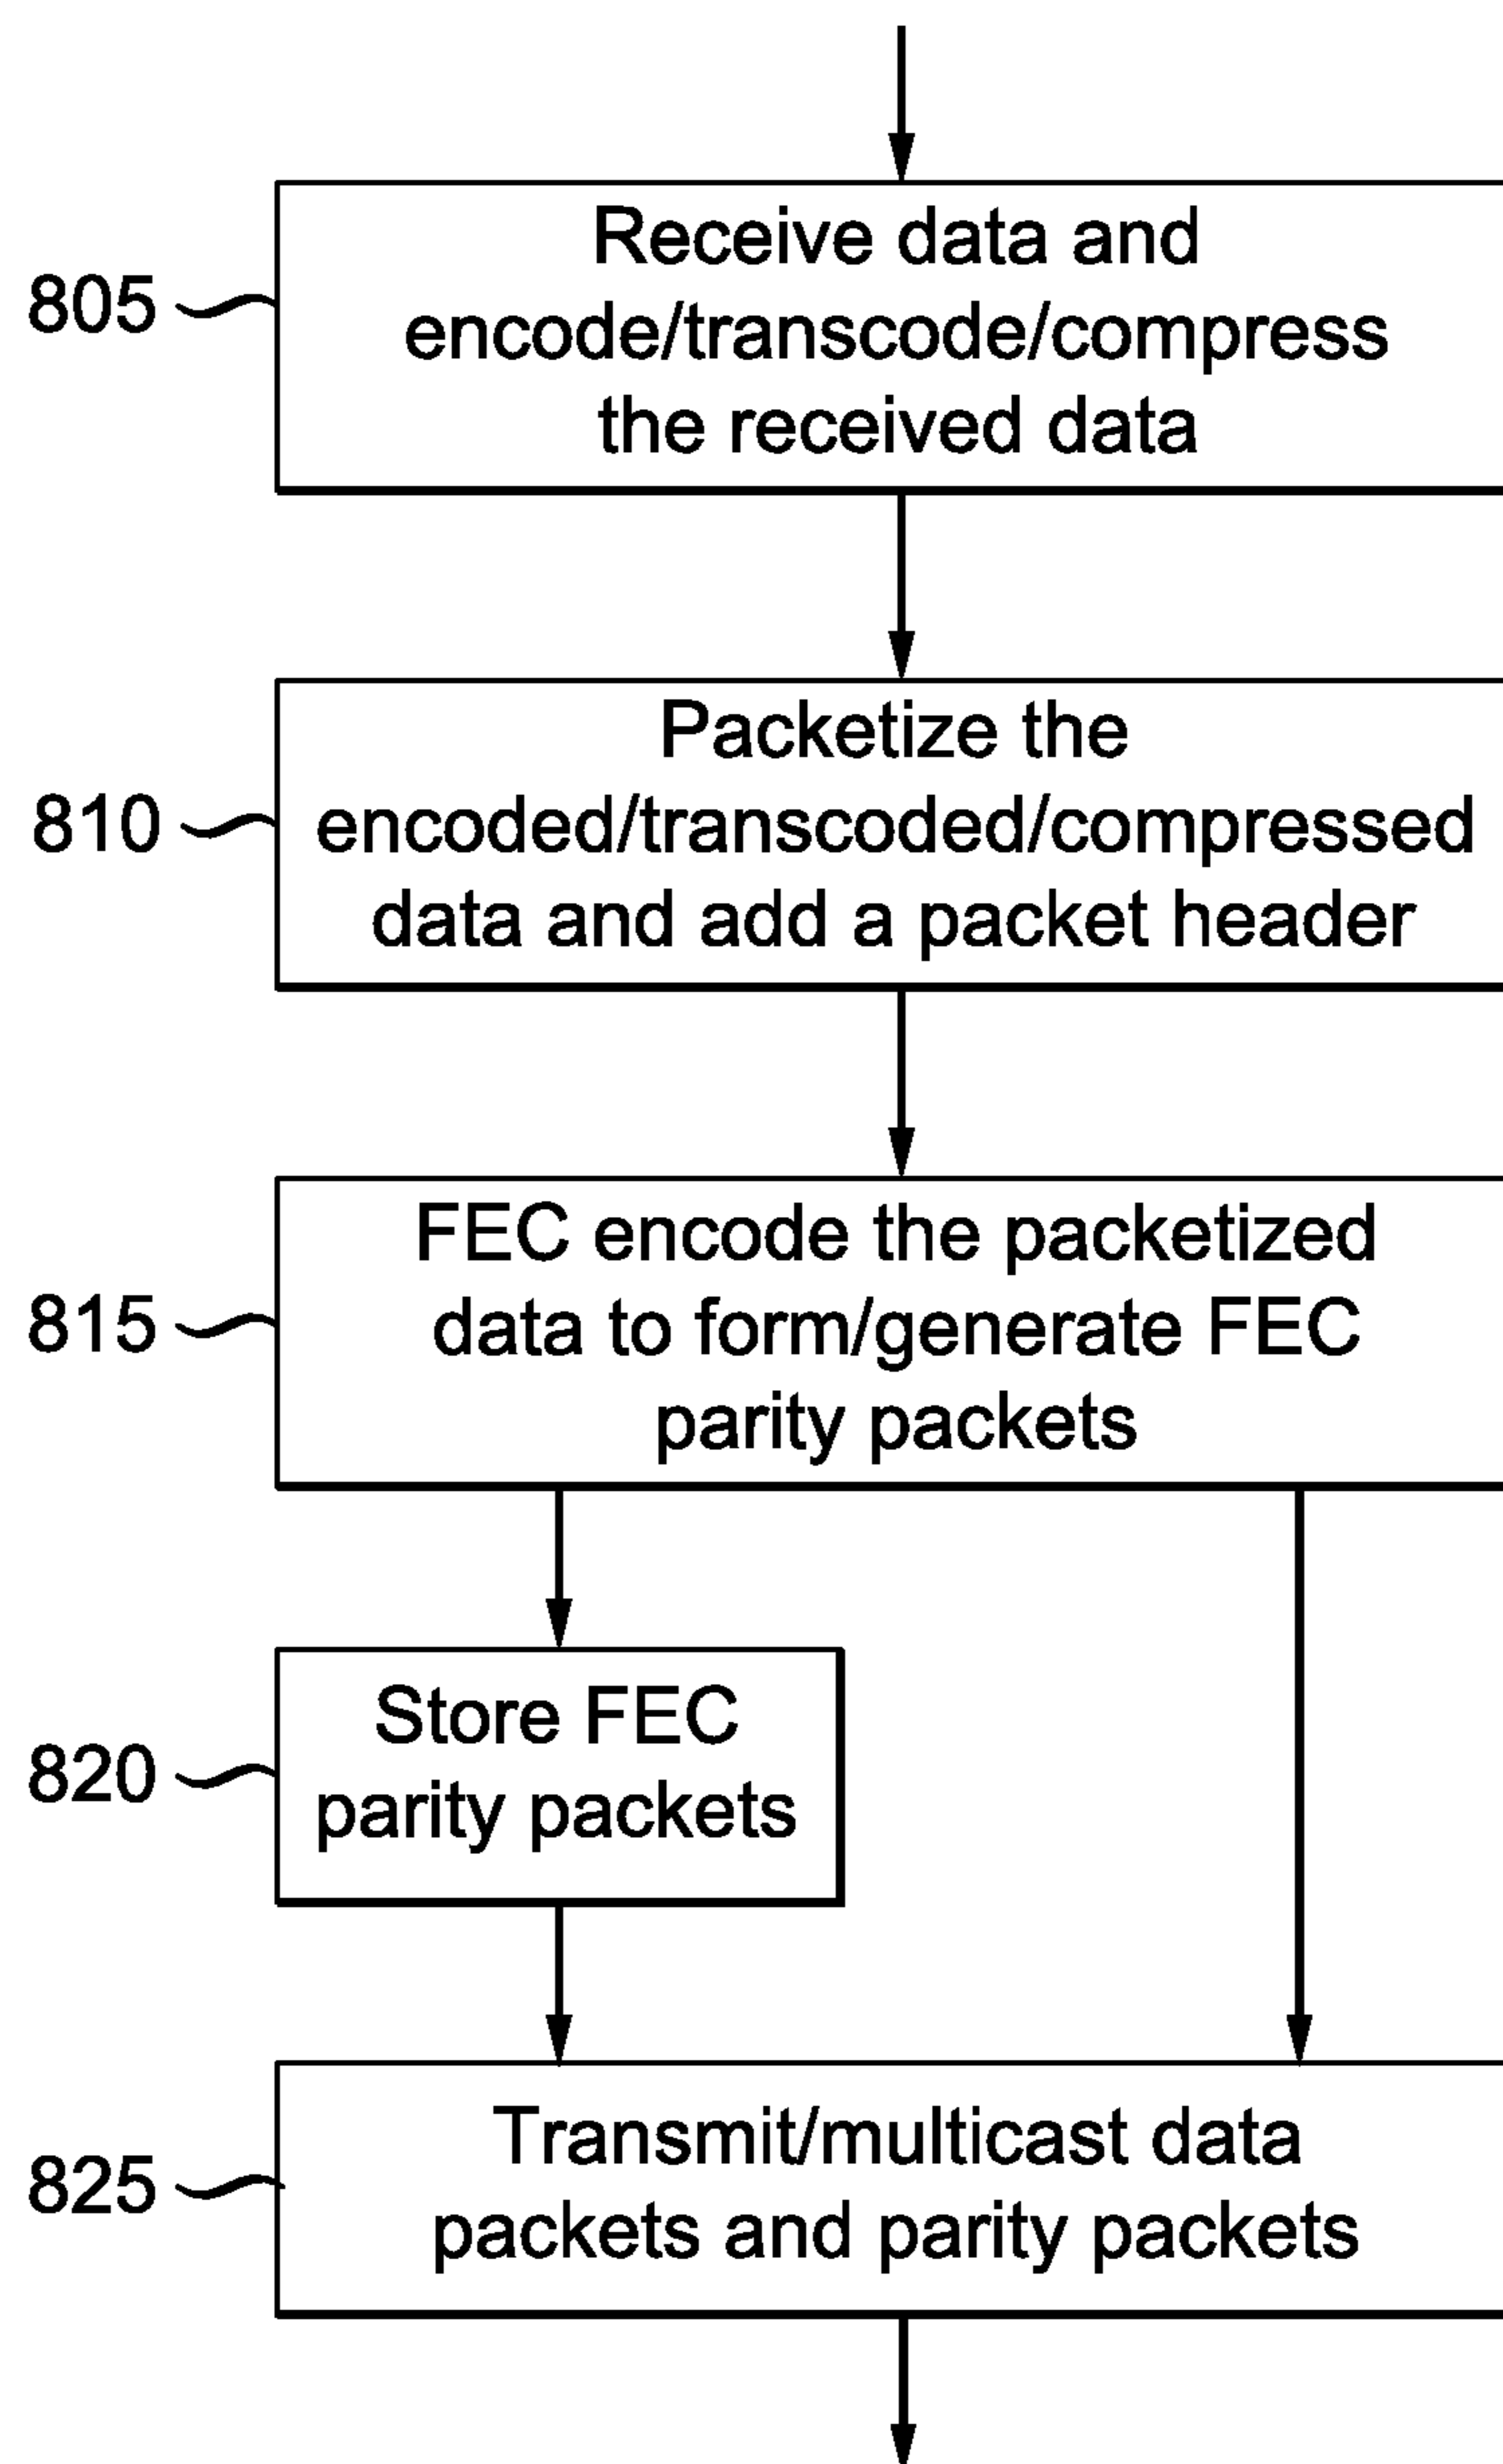 Receive data and
805
encode/transcode/compress
the received data
Packetize the
810
encoded/transcoded/compressed
data and add a packet header
FEC encode the packetized
815
data to form/generate FEC
parity packets
Store FEC
820
parity packets
Transmit/multicast data
825
packets and parity packets